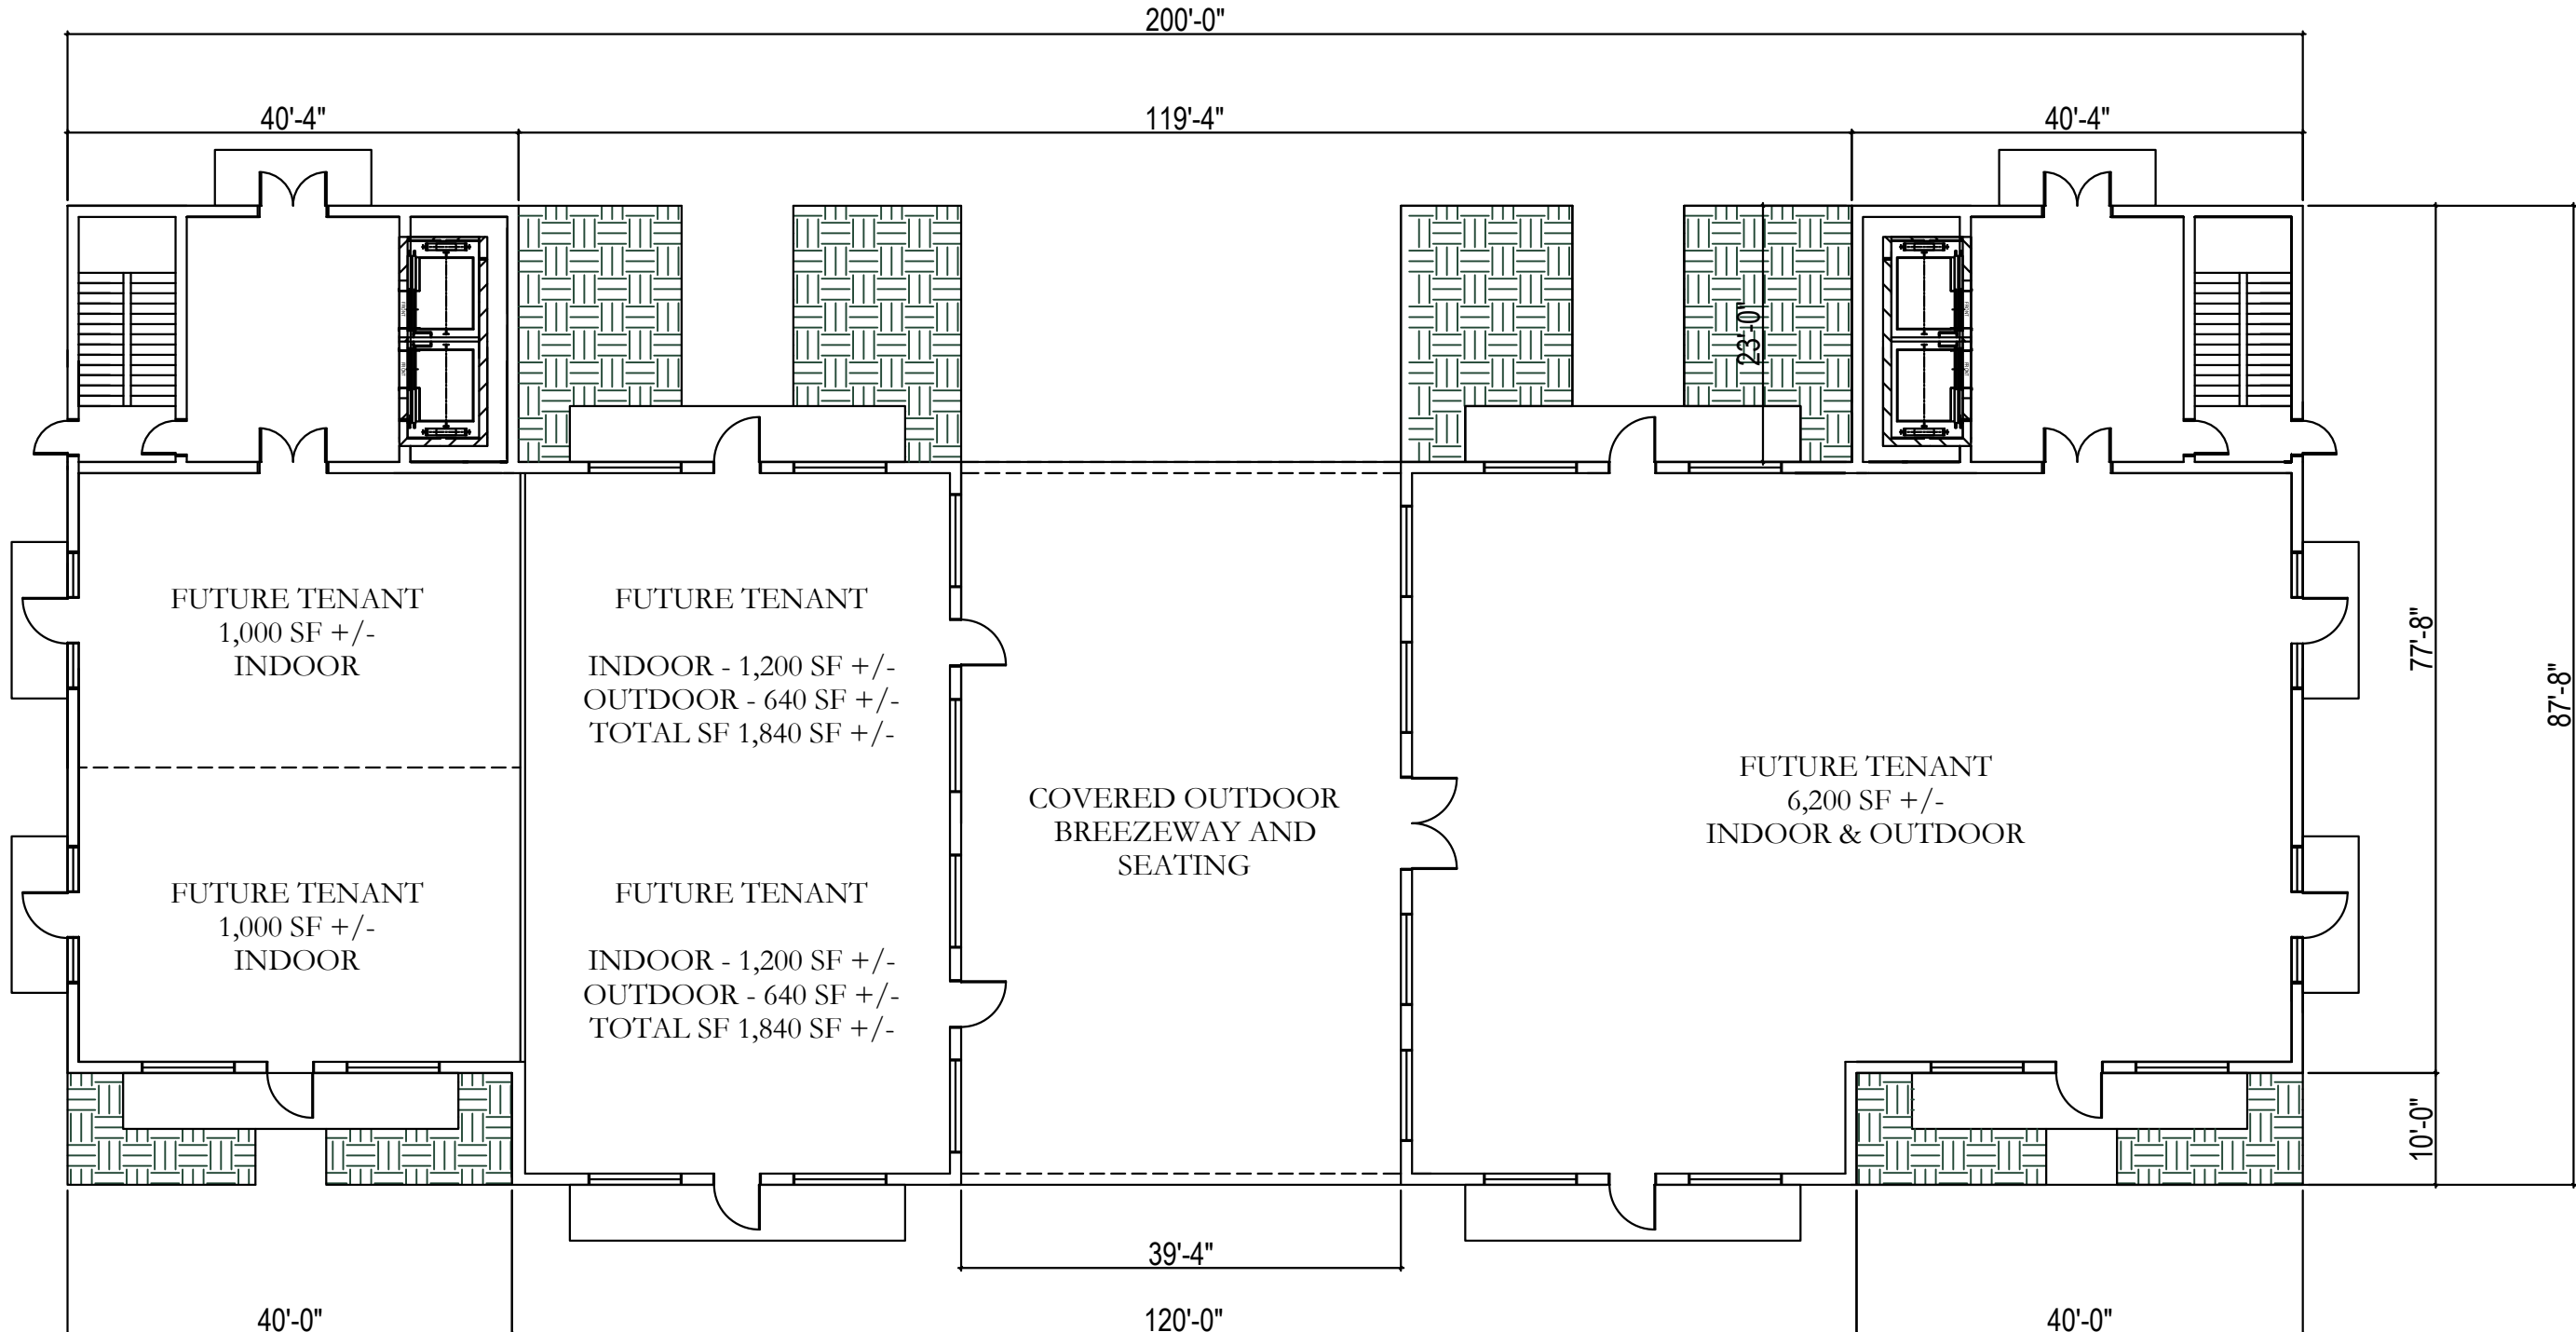 200'-0"
40'-4"
119'-4"
40'-4"
23'-0"
FRONT
FRONT
FRONT
FRONT
FUTURE TENANT
1,000 SF +/-
INDOOR
FUTURE TENANT
INDOOR - 1,200 SF +/-
OUTDOOR - 640 SF +/-
TOTAL SF 1,840 SF +/-
77'-8"
87'-8"
COVERED OUTDOOR
BREEZEWAY AND
SEATING
FUTURE TENANT
6,200 SF +/-
INDOOR & OUTDOOR
FUTURE TENANT
1,000 SF +/-
INDOOR
FUTURE TENANT
INDOOR - 1,200 SF +/-
OUTDOOR - 640 SF +/-
TOTAL SF 1,840 SF +/-
10'-0"
39'-4"
40'-0"
120'-0"
40'-0"